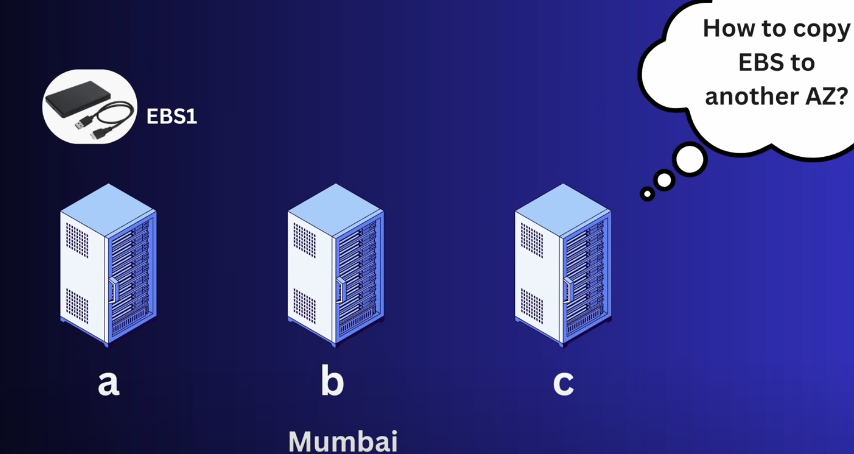 How to copy
EBS to
another AZ?
EBS1
a
b
c
Mumbai